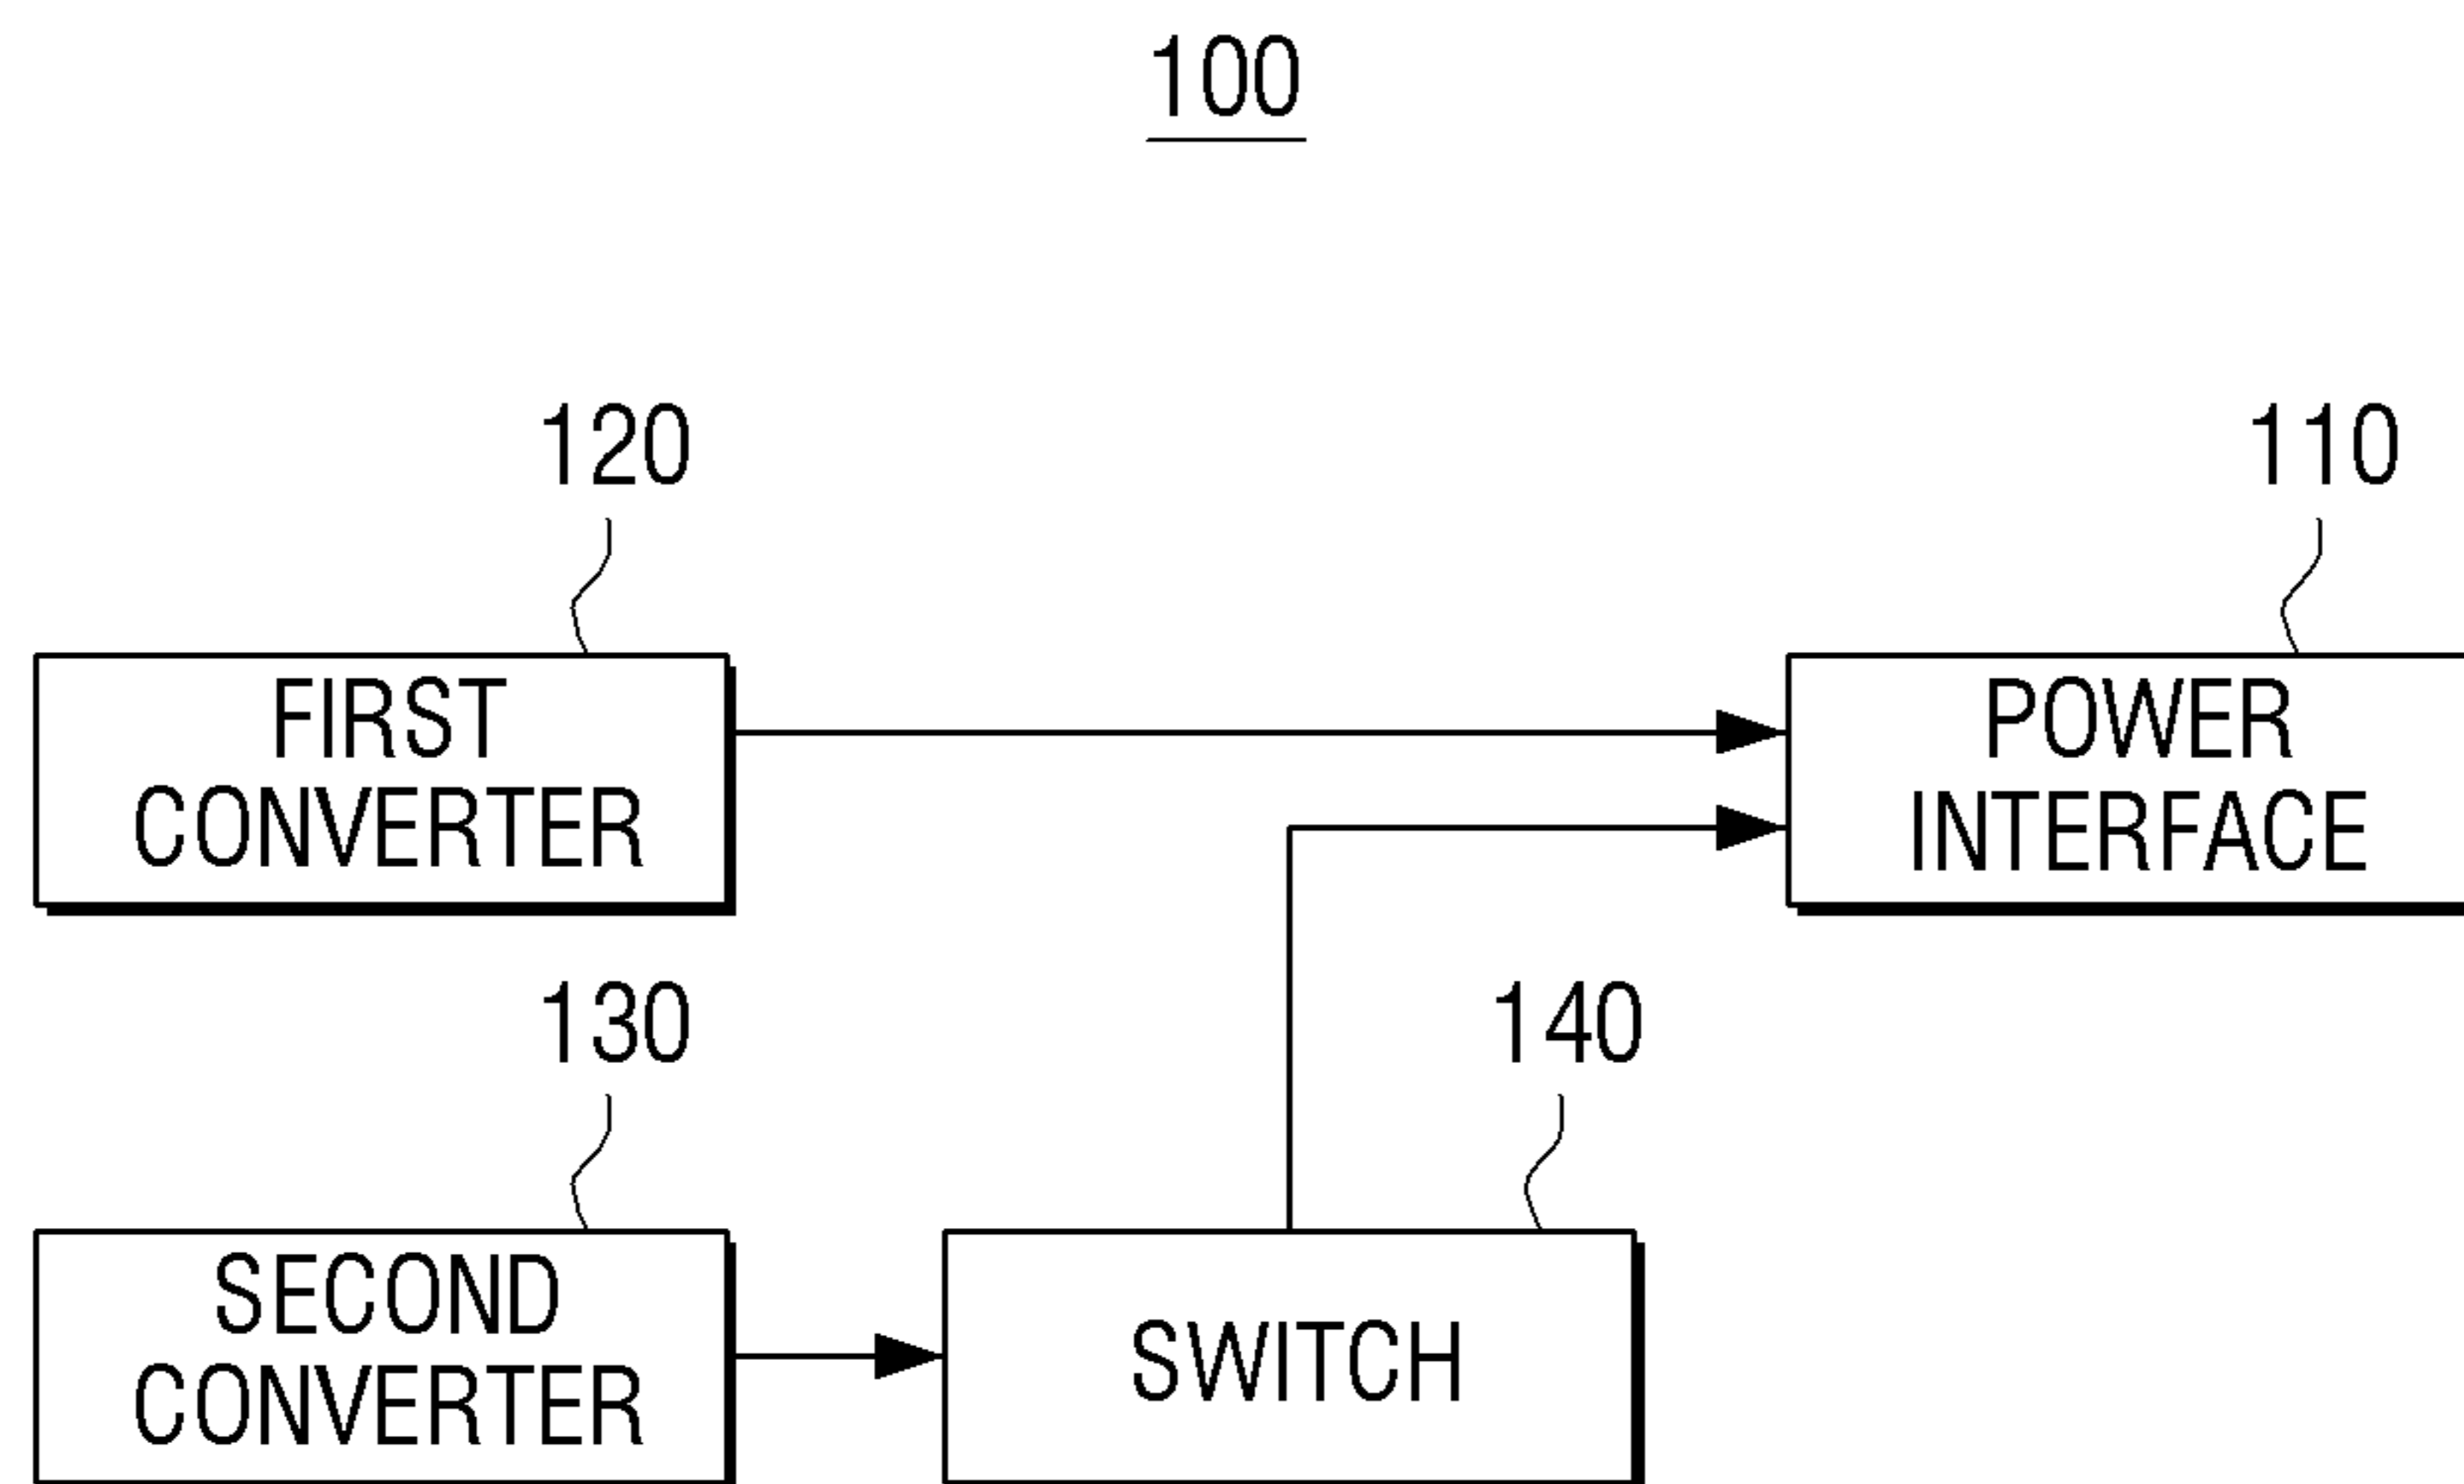 100
120
110
FIRST
CONVERTER
POWER
INTERFACE
130
140
SECOND
CONVERTER
SWITCH